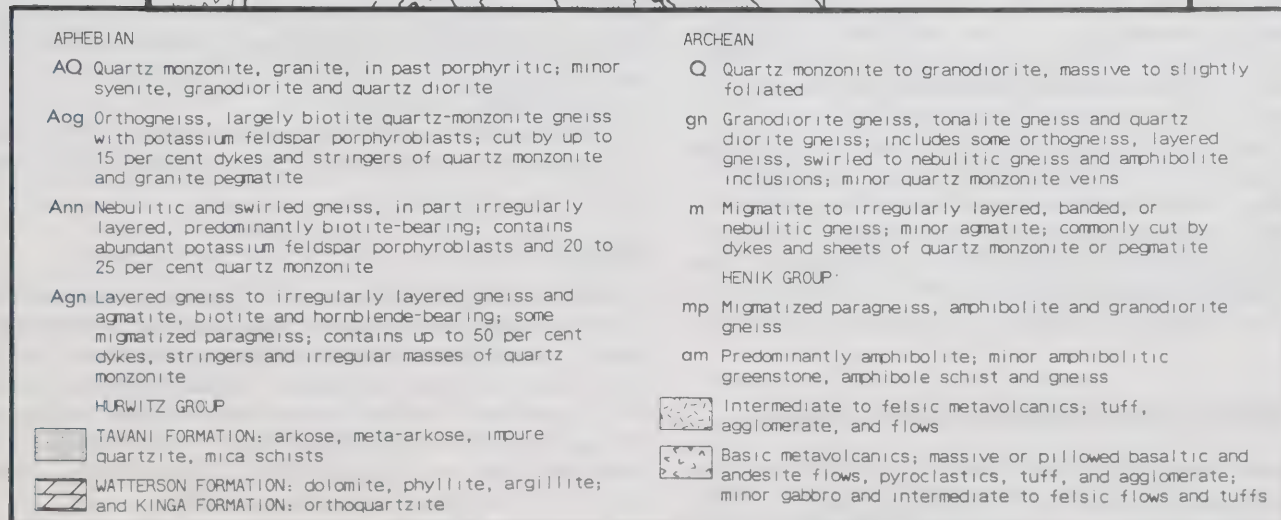 APHEBIAN
AQ Quartz monzonite, granite, in past porphyritic; minor
syenite, granodiorite and quartz diorite
Aog Orthogneiss, largely biotite quartz-monzonite gneiss
with potassium feldspar porphyroblasts; cut by up to
15 per cent dykes and stringers of quartz monzonite
and granite pegmatite
Ann Nebulitic and swirled gneiss, in part irregularly
layered, predominantly biotite-bearing; contains
abundant potassium feldspar porphyroblasts and 20 to
25 per cent quartz monzonite
Agn Layered gneiss to irregularly layered gneiss and
agmatite, biotite and hornblende-bearing; some
migmatized paragneiss; contains up to 50 per cent
dykes, stringers and irregular masses of quartz
monzonite
HURWITZ GROUP
TAVANI FORMATION: arkose, meta-arkose, impure
quartzite, mica schists
WATTERSON FORMATION: dolomite, phyllite, argillite;
and KINGA FORMATION: orthoquartzite
ARCHEAN
Q Quartz monzonite to granodiorite, massive to slightly
foliated
gn Granodiorite gneiss, tonalite gneiss and quartz
diorite gneiss; includes some orthogneiss, layered
gneiss, swirled to nebulitic gneiss and amphibolite
inclusions; minor quartz monzonite veins
m Migmatite to irregularly layered, banded, or
nebulitic gneiss; minor agmatite; commonly cut by
dykes and sheets of quartz monzonite or pegmatite
HENIK GROUP
mp Migmatized paragneiss, amphibolite and granodiorite
gneiss
am Predominantly amphibolite; minor amphibolitic
greenstone, amphibole schist and gneiss
Intermediate to felsic metavolcanics; tuff,
agglomerate, and flows
Basic metavolcanics; massive or pillowed basaltic and
andesite flows, pyroclastics, tuff, and agglomerate;
minor gabbro and intermediate to felsic flows and tuffs